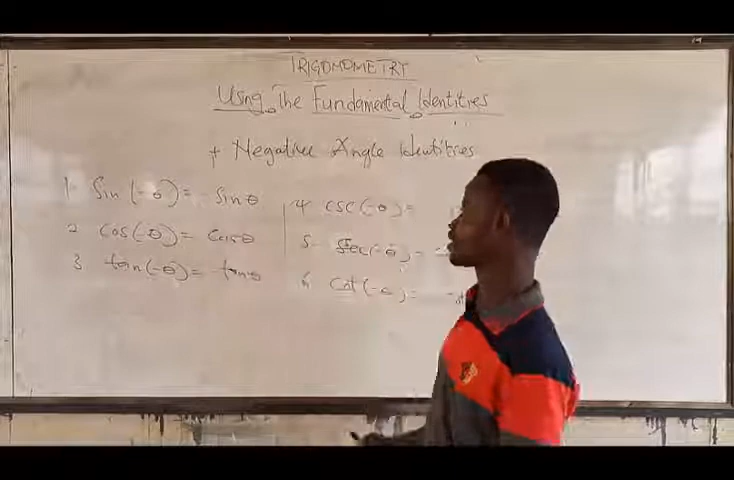 TRIGONOMETRY
Using The Fundamental Identities
+ Negative Angle Identities
1 Sin(-θ) = -Sinθ
2 Cos(-θ) = Cosθ
3 tan(-θ) = -tanθ
4 CSC(-θ) =
5 Sec(-θ) =
6 Cot(-θ) =